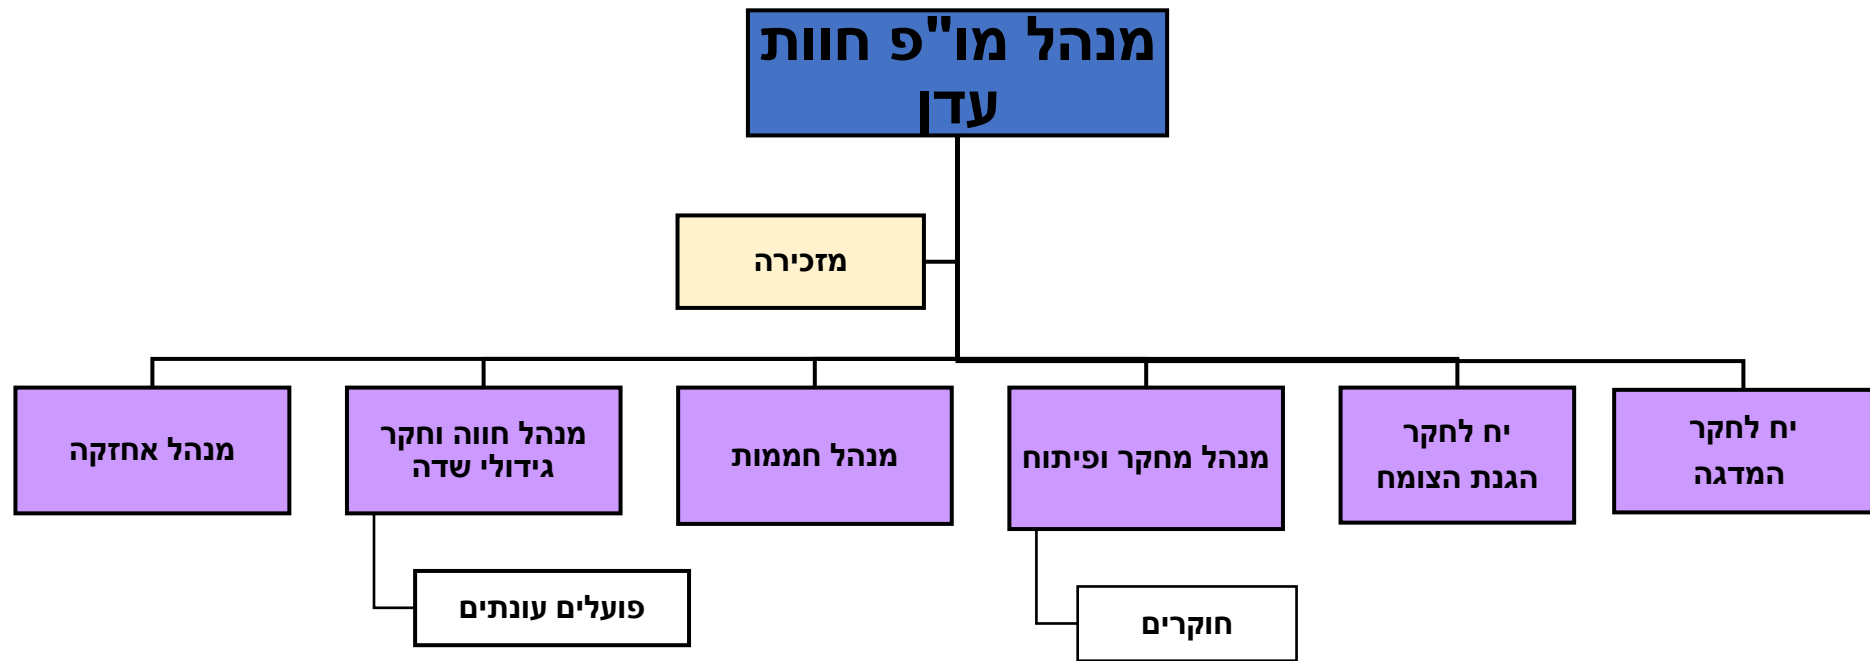 מנהל מו"פ חוות
עדן
מזכירה
יח לחקר
המדגה
יח לחקר
הגנת הצומח
מנהל מחקר ופיתוח
מנהל חממות
מנהל חווה וחקר
גידולי שדה
מנהל אחזקה
חוקרים
פועלים עונתים